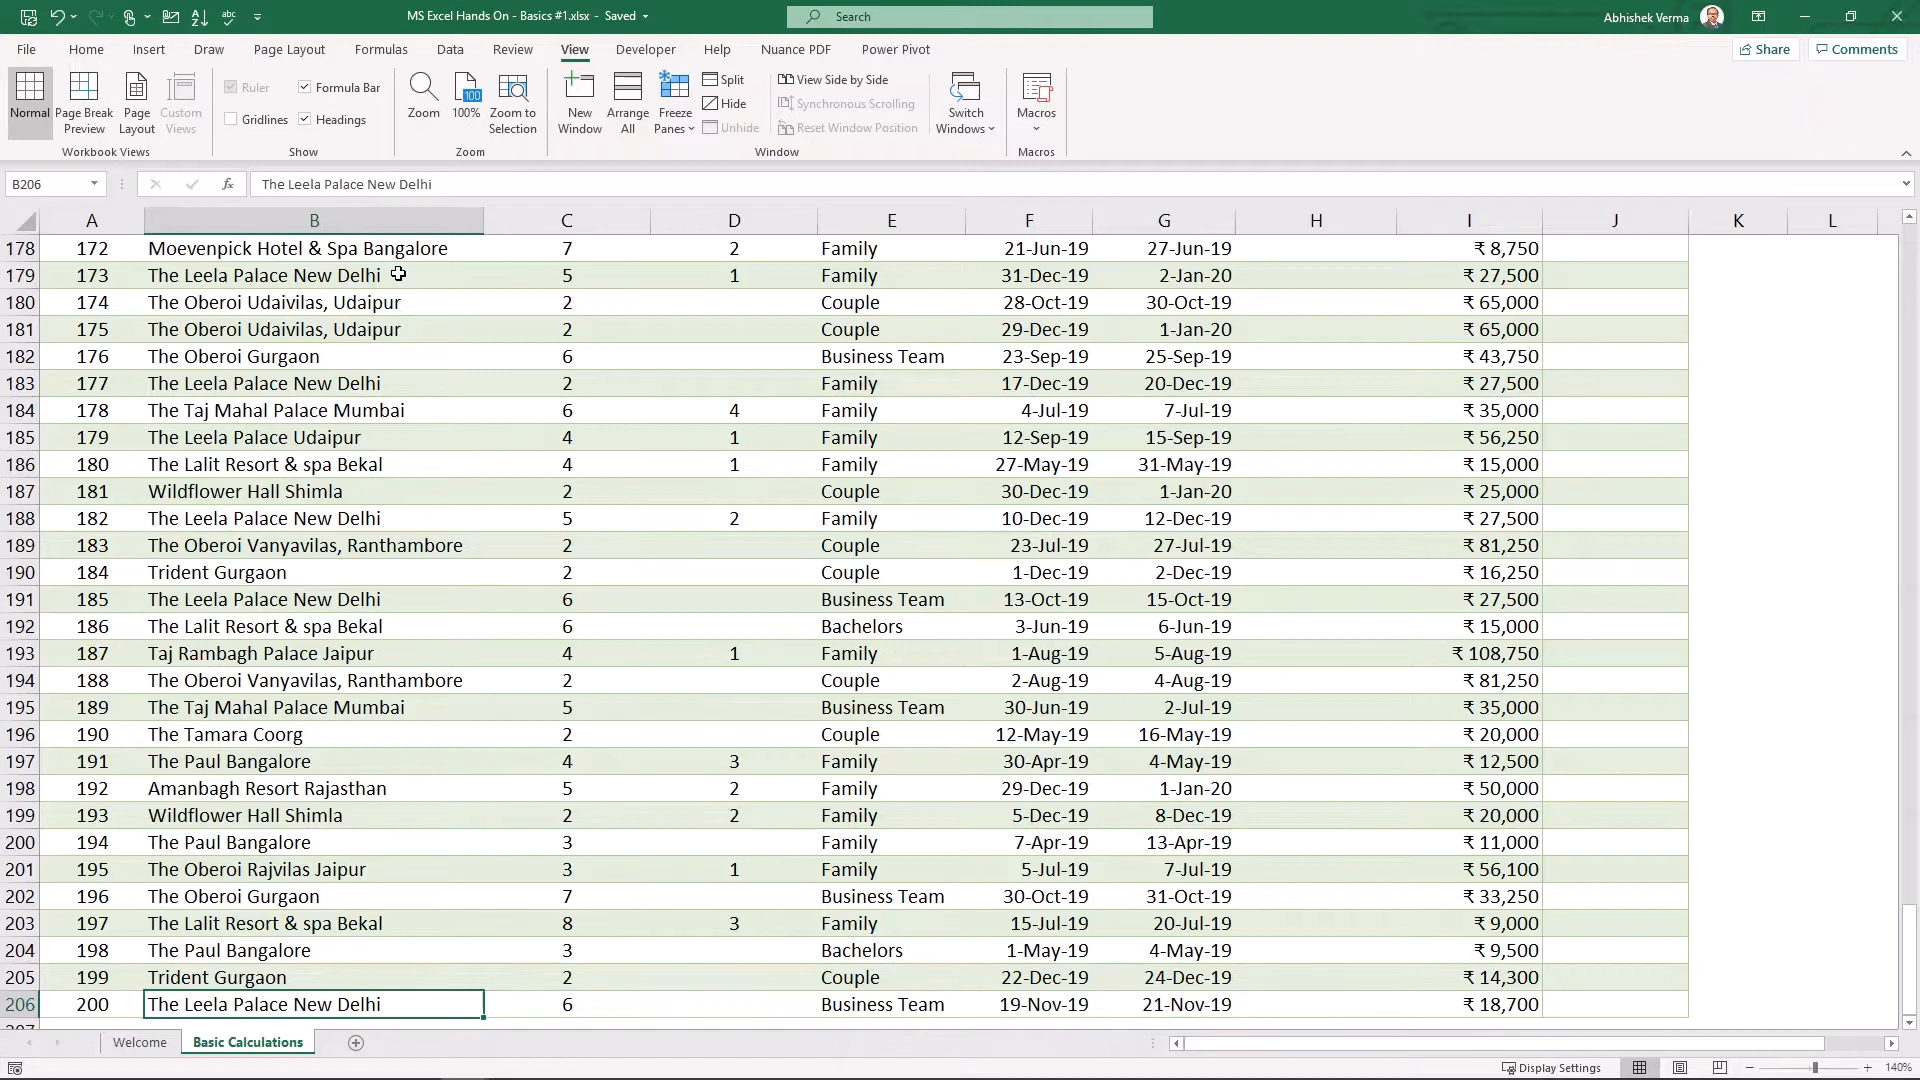 abc
MS Excel Hands On - Basics #1.xlsx - Saved
Search
Abhishek Verma
File Home Insert Draw Page Layout Formulas Data Review View Developer Help Nuance PDF Power Pivot
Share Comments
Normal
Page Break Preview
Page Layout
Custom Views
Workbook Views
Ruler
Formula Bar
Gridlines
Headings
Show
Zoom
100
100%
Zoom to Selection
Zoom
New Window
Arrange All
Freeze Panes
Split
Hide
Unhide
View Side by Side
Synchronous Scrolling
Reset Window Position
Switch Windows
Window
Macros
Macros
B206 fx The Leela Palace New Delhi
A B C D E F G H I J K L
178 172 Moevenpick Hotel & Spa Bangalore 7 2 Family 21-Jun-19 27-Jun-19 ₹ 8,750
179 173 The Leela Palace New Delhi 5 1 Family 31-Dec-19 2-Jan-20 ₹ 27,500
180 174 The Oberoi Udaivilas, Udaipur 2 Couple 28-Oct-19 30-Oct-19 ₹ 65,000
181 175 The Oberoi Udaivilas, Udaipur 2 Couple 29-Dec-19 1-Jan-20 ₹ 65,000
182 176 The Oberoi Gurgaon 6 Business Team 23-Sep-19 25-Sep-19 ₹ 43,750
183 177 The Leela Palace New Delhi 2 Family 17-Dec-19 20-Dec-19 ₹ 27,500
184 178 The Taj Mahal Palace Mumbai 6 4 Family 4-Jul-19 7-Jul-19 ₹ 35,000
185 179 The Leela Palace Udaipur 4 1 Family 12-Sep-19 15-Sep-19 ₹ 56,250
186 180 The Lalit Resort & spa Bekal 4 1 Family 27-May-19 31-May-19 ₹ 15,000
187 181 Wildflower Hall Shimla 2 Couple 30-Dec-19 1-Jan-20 ₹ 25,000
188 182 The Leela Palace New Delhi 5 2 Family 10-Dec-19 12-Dec-19 ₹ 27,500
189 183 The Oberoi Vanyavilas, Ranthambore 2 Couple 23-Jul-19 27-Jul-19 ₹ 81,250
190 184 Trident Gurgaon 2 Couple 1-Dec-19 2-Dec-19 ₹ 16,250
191 185 The Leela Palace New Delhi 6 Business Team 13-Oct-19 15-Oct-19 ₹ 27,500
192 186 The Lalit Resort & spa Bekal 6 Bachelors 3-Jun-19 6-Jun-19 ₹ 15,000
193 187 Taj Rambagh Palace Jaipur 4 1 Family 1-Aug-19 5-Aug-19 ₹ 108,750
194 188 The Oberoi Vanyavilas, Ranthambore 2 Couple 2-Aug-19 4-Aug-19 ₹ 81,250
195 189 The Taj Mahal Palace Mumbai 5 Business Team 30-Jun-19 2-Jul-19 ₹ 35,000
196 190 The Tamara Coorg 2 Couple 12-May-19 16-May-19 ₹ 20,000
197 191 The Paul Bangalore 4 3 Family 30-Apr-19 4-May-19 ₹ 12,500
198 192 Amanbagh Resort Rajasthan 5 2 Family 29-Dec-19 1-Jan-20 ₹ 50,000
199 193 Wildflower Hall Shimla 2 2 Family 5-Dec-19 8-Dec-19 ₹ 20,000
200 194 The Paul Bangalore 3 Family 7-Apr-19 13-Apr-19 ₹ 11,000
201 195 The Oberoi Rajvilas Jaipur 3 1 Family 5-Jul-19 7-Jul-19 ₹ 56,100
202 196 The Oberoi Gurgaon 7 Business Team 30-Oct-19 31-Oct-19 ₹ 33,250
203 197 The Lalit Resort & spa Bekal 8 3 Family 15-Jul-19 20-Jul-19 ₹ 9,000
204 198 The Paul Bangalore 3 Bachelors 1-May-19 4-May-19 ₹ 9,500
205 199 Trident Gurgaon 2 Couple 22-Dec-19 24-Dec-19 ₹ 14,300
206 200 The Leela Palace New Delhi 6 Business Team 19-Nov-19 21-Nov-19 ₹ 18,700
Welcome Basic Calculations
Display Settings 140%